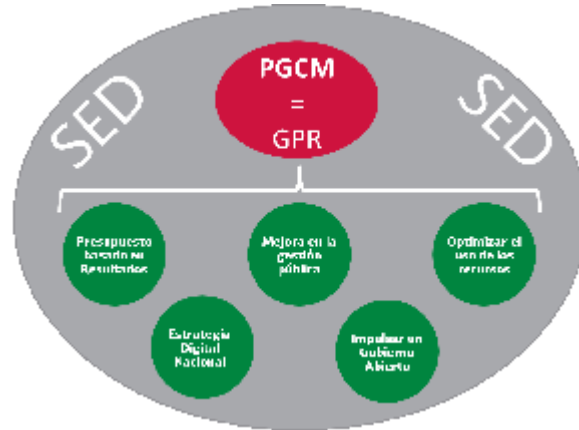 SED
PGCM
=
GPR
SED
Presupuesto
basado en
Resultados
Mejora en la
gestión
pública
Optimizar el
uso de los
recursos
Estrategia
Digital
Nacional
Impulsar un
Gobierno
Abierto